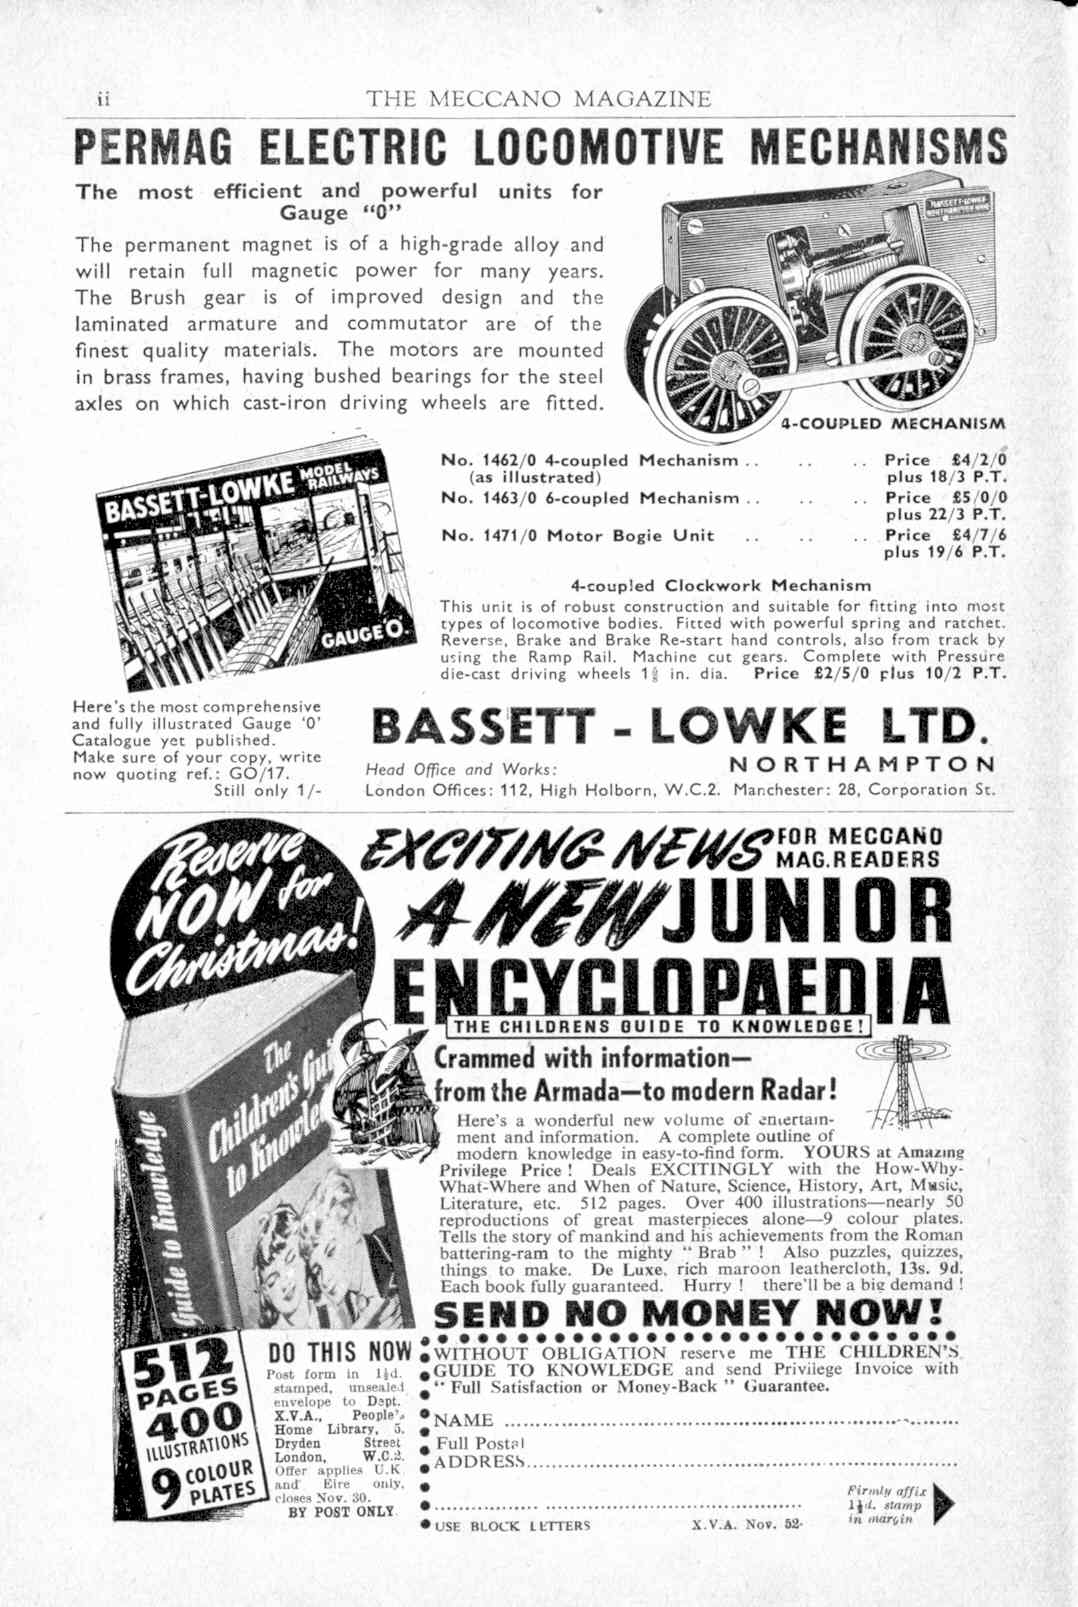 ii
THE MECCANO MAGAZINE
PERMAG ELECTRIC LOCOMOTIVE MECHANISMS
The most efficient and powerful units for
Gauge "0"
The permanent magnet is of a high-grade alloy and
will retain full magnetic power for many years.
The Brush gear is of improved design and the
laminated armature and commutator are of the
finest quality materials. The motors are mounted
in brass frames, having bushed bearings for the steel
axles on which cast-iron driving wheels are fitted.
BASSETT-LOWKE
NORTHAMPTON
4-COUPLED MECHANISM
BASSETT-LOWKE MODEL
RAILWAYS
GAUGE 'O'.
No. 1462/0 4-coupled Mechanism .. .. .. Price £4/2/0
(as illustrated) plus 18/3 P.T.
No. 1463/0 6-coupled Mechanism .. .. .. Price £5/0/0
plus 22/3 P.T.
No. 1471/0 Motor Bogie Unit .. .. .. Price £4/7/6
plus 19/6 P.T.
4-coupled Clockwork Mechanism
This unit is of robust construction and suitable for fitting into most
types of locomotive bodies. Fitted with powerful spring and ratchet.
Reverse, Brake and Brake Re-start hand controls, also from track by
using the Ramp Rail. Machine cut gears. Complete with Pressure
die-cast driving wheels in. dia. Price £2/5/0 plus 10/2 P.T.
Here's the most comprehensive
and fully illustrated Gauge '0'
Catalogue yet published.
Make sure of your copy, write
now quoting ref.: GO/17.
Still only 1/-
BASSETT - LOWKE LTD.
Head Office and Works: NORTHAMPTON
London Offices: 112, High Holborn, W.C.2. Manchester: 28, Corporation St.
Reserve
NOW for
Christmas!
EXCITING NEWS FOR MECCANO
MAG. READERS
A NEW JUNIOR
ENCYCLOPAEDIA
THE CHILDRENS GUIDE TO KNOWLEDGE!
The
Children's Gui
to Knowled
Guide to Knowledge
Crammed with information—
from the Armada—to modern Radar!
Here's a wonderful new volume of entertain-
ment and information. A complete outline of
modern knowledge in easy-to-find form. YOURS at Amazing
Privilege Price ! Deals EXCITINGLY with the How-Why-
What-Where and When of Nature, Science, History, Art, Music,
Literature, etc. 512 pages. Over 400 illustrations—nearly 50
reproductions of great masterpieces alone—9 colour plates.
Tells the story of mankind and his achievements from the Roman
battering-ram to the mighty "Brab" ! Also puzzles, quizzes,
things to make. De Luxe, rich maroon leathercloth, 13s. 9d.
Each book fully guaranteed. Hurry ! there'll be a big demand !
SEND NO MONEY NOW!
512
PAGES
400
ILLUSTRATIONS
9 COLOUR
PLATES
DO THIS NOW
Post form in 1½d.
stamped, unsealed
envelope to Dept.
X.V.A., People's
Home Library, 5,
Dryden Street
London, W.C.2.
Offer applies U.K.
and Eire only,
closes Nov. 30.
BY POST ONLY.
WITHOUT OBLIGATION reserve me THE CHILDREN'S
GUIDE TO KNOWLEDGE and send Privilege Invoice with
"Full Satisfaction or Money-Back" Guarantee.
NAME
Full Postal
ADDRESS
Firmly affix
1½d. stamp
in margin
USE BLOCK LETTERS X.V.A. Nov. 52.